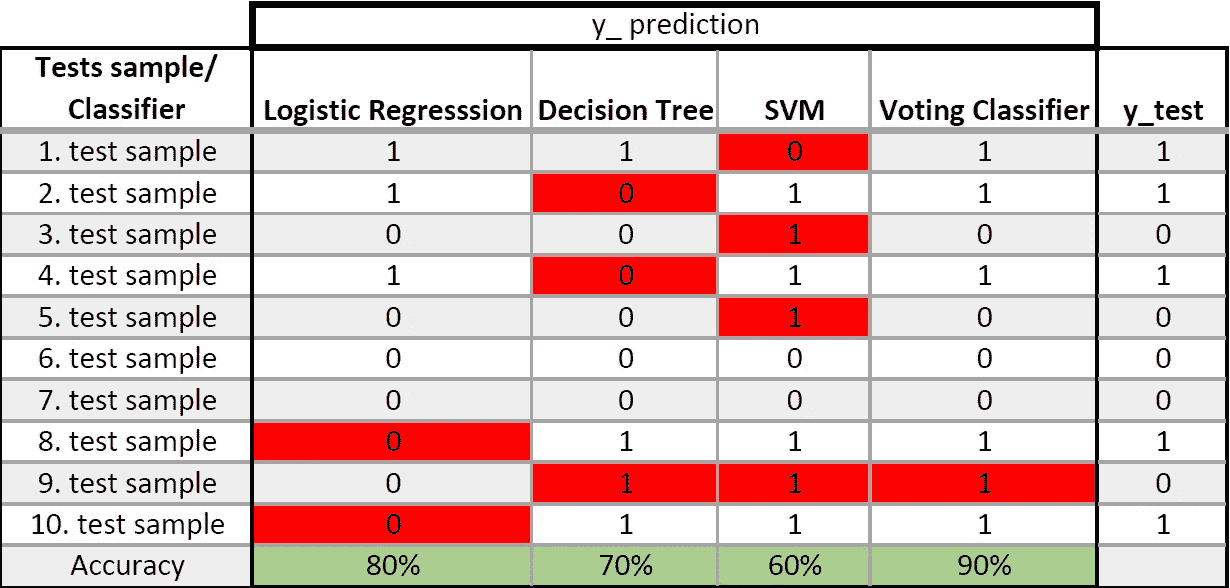 y_ prediction
Tests sample/
Classifier
Logistic Regresssion Decision Tree SVM Voting Classifier y_test
1. test sample 1 1 0 1 1
2. test sample 1 0 1 1 1
3. test sample 0 0 1 0 0
4. test sample 1 0 1 1 1
5. test sample 0 0 1 0 0
6. test sample 0 0 0 0 0
7. test sample 0 0 0 0 0
8. test sample 0 1 1 1 1
9. test sample 0 1 1 1 0
10. test sample 0 1 1 1 1
Accuracy 80% 70% 60% 90%